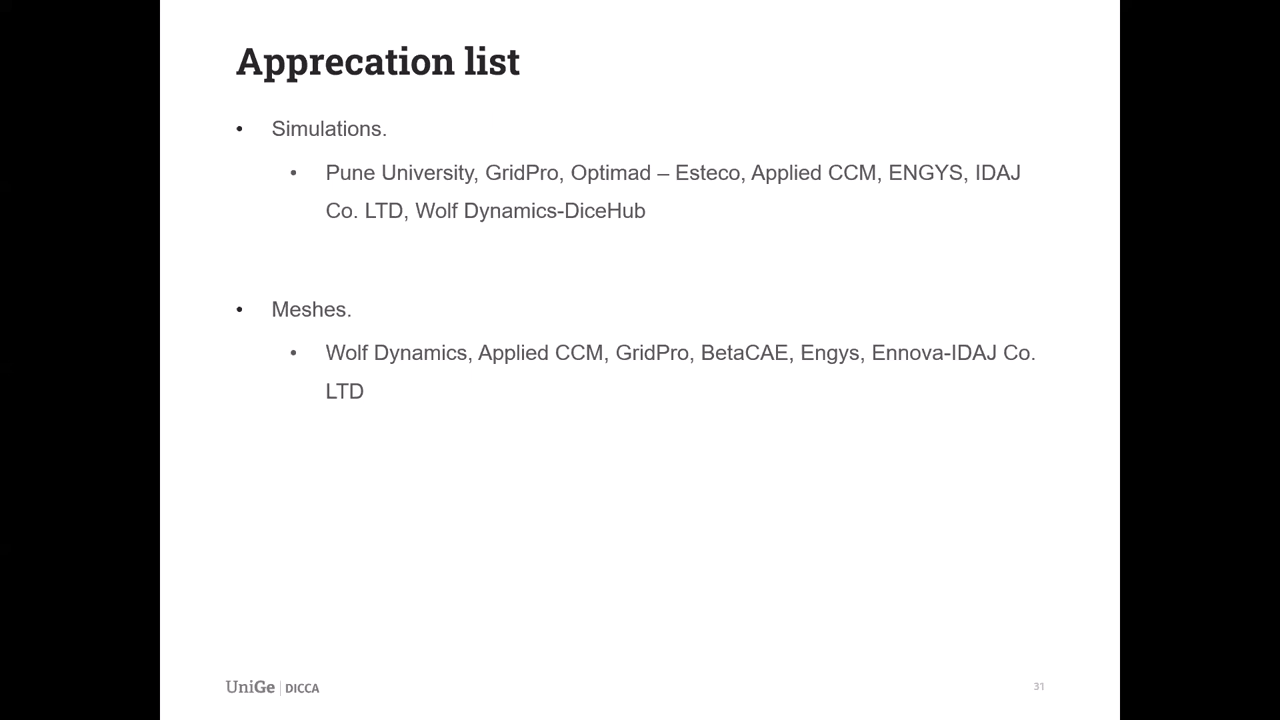 Apprecation list
• Simulations.
• Pune University, GridPro, Optimad – Esteco, Applied CCM, ENGYS, IDAJ
Co. LTD, Wolf Dynamics-DiceHub
• Meshes.
• Wolf Dynamics, Applied CCM, GridPro, BetaCAE, Engys, Ennova-IDAJ Co.
LTD
UniGe | DICCA
31